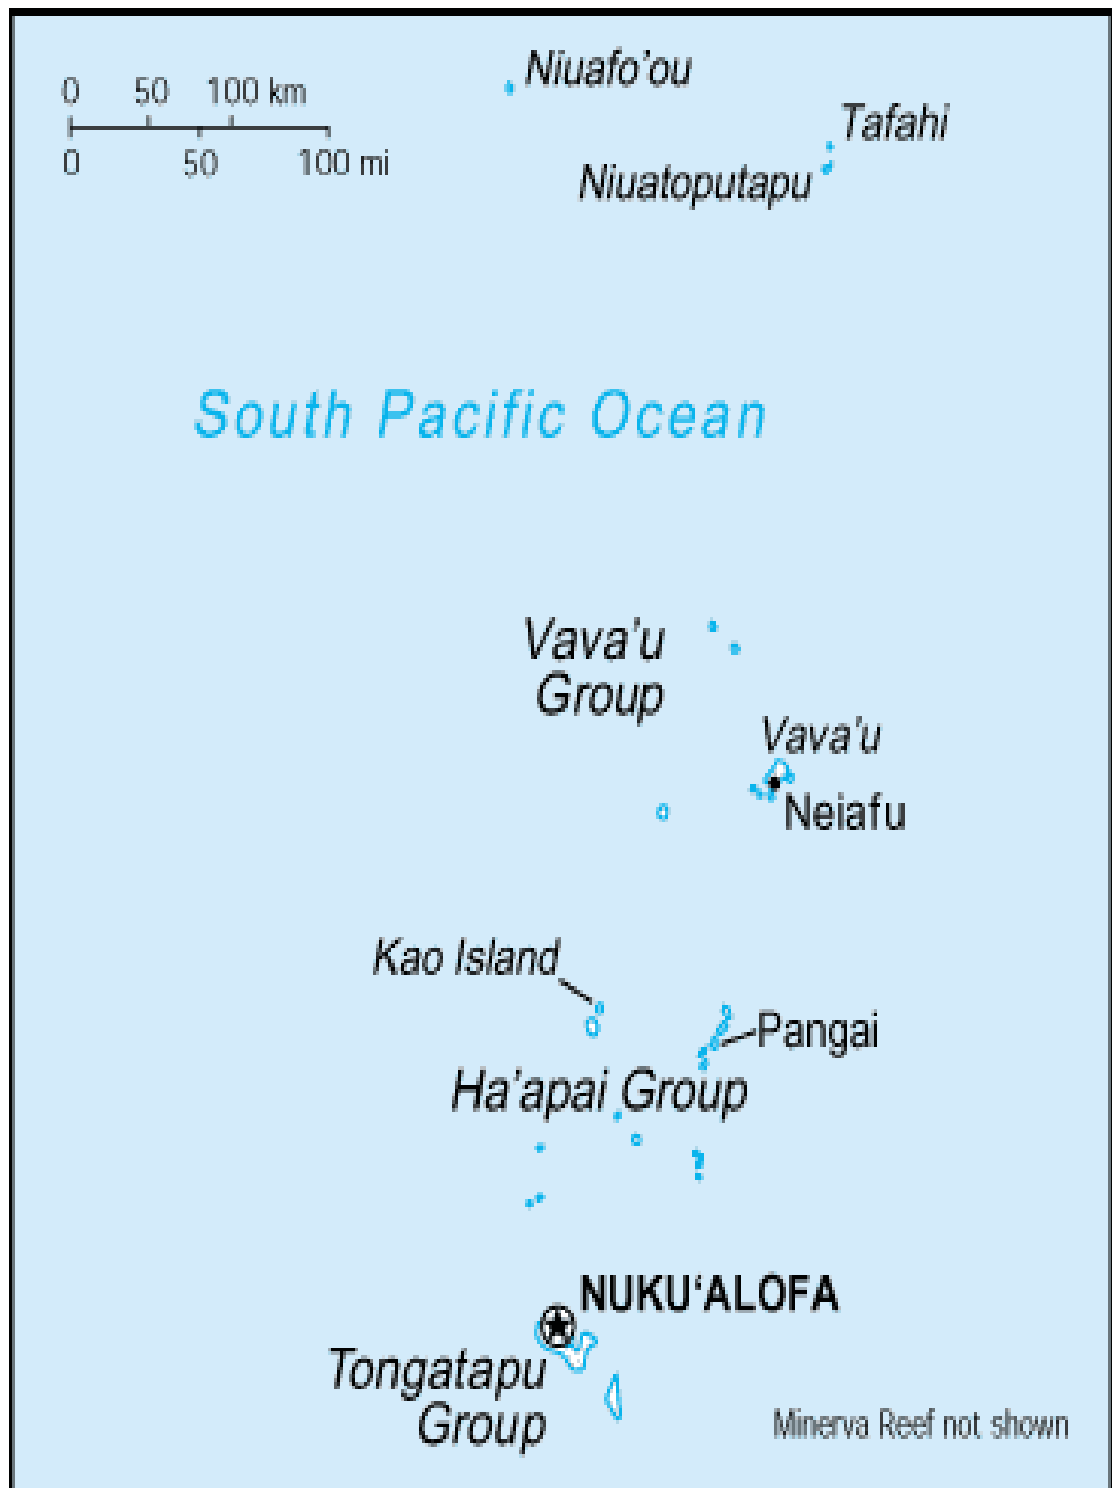 Niuafo'ou
0 50 100 km
0 50 100 mi
Tafahi
Niuatoputapu
South Pacific Ocean
Vava'u
Group
Vava'u
Neiafu
Kao Island
Pangai
Ha'apai Group
NUKU‘ALOFA
Tongatapu
Group
Minerva Reef not shown